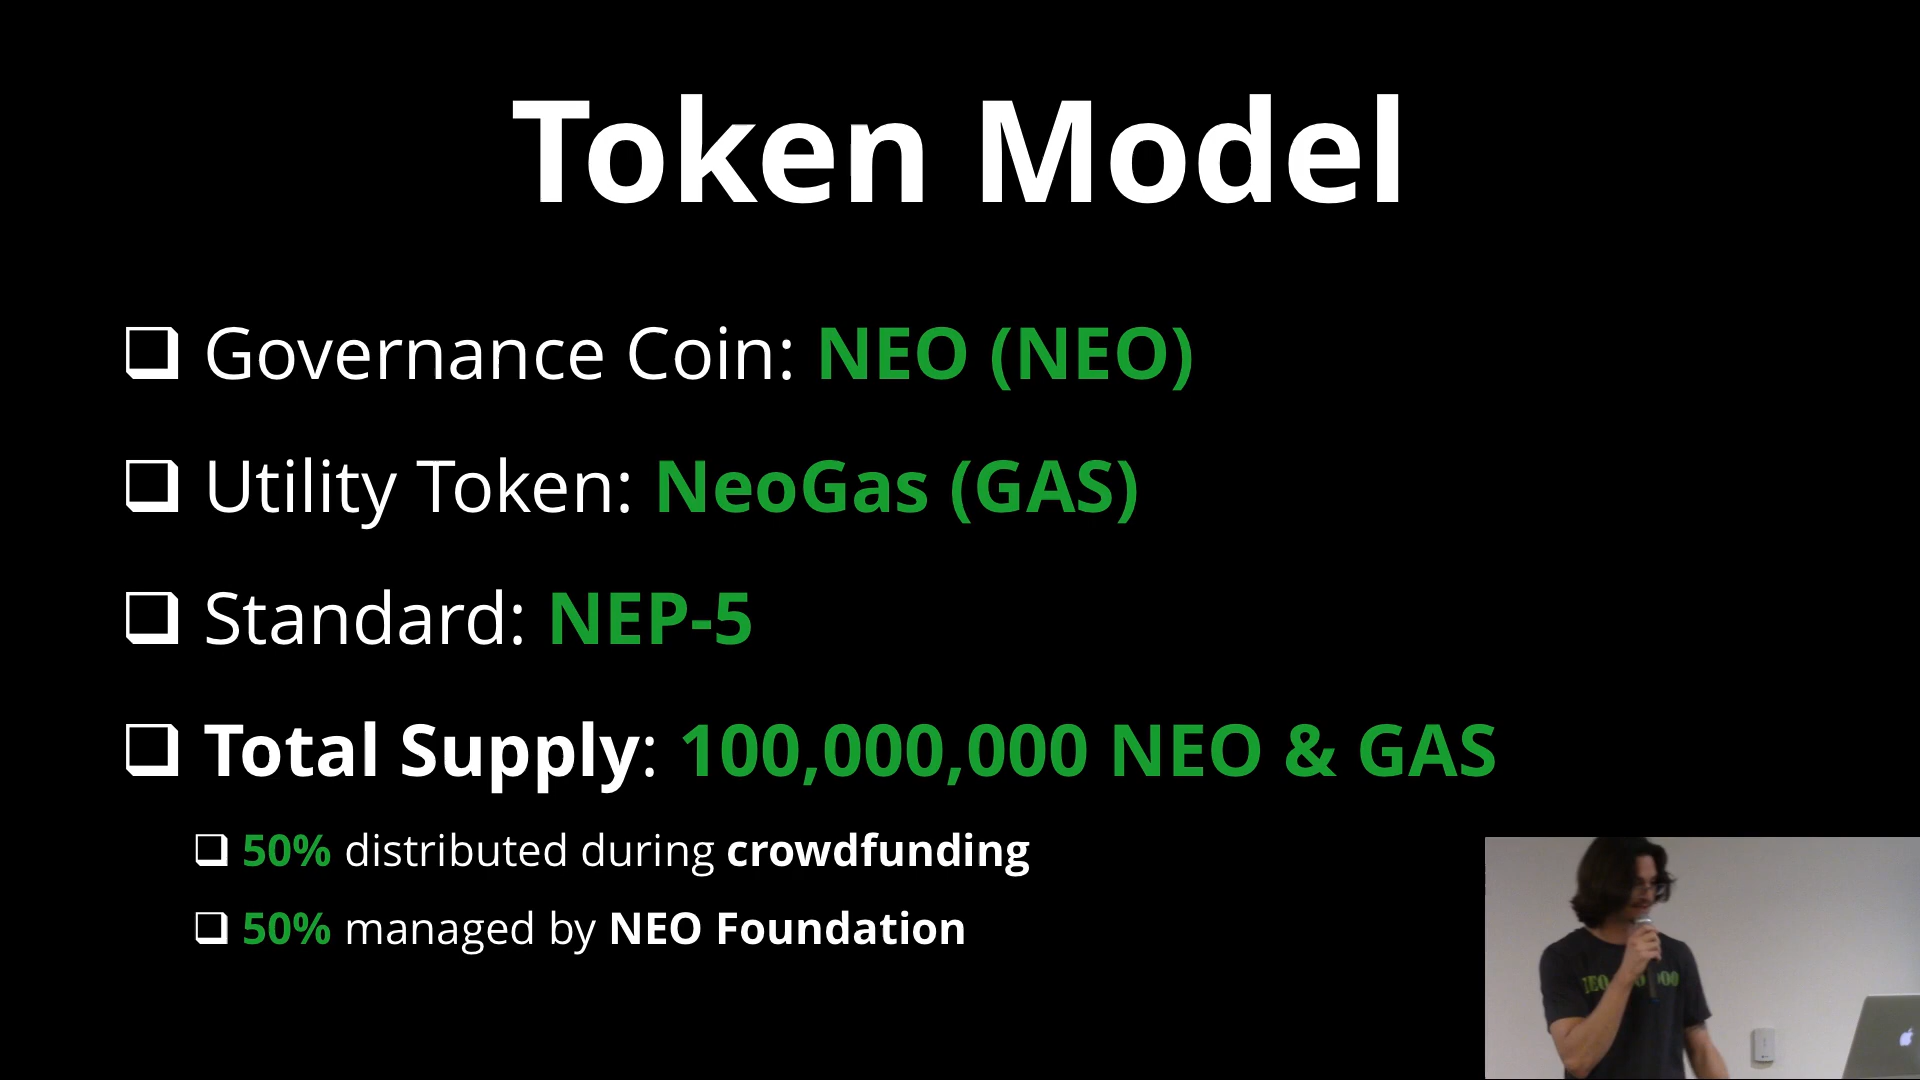 Token Model
❑ Governance Coin: NEO (NEO)
❑ Utility Token: NeoGas (GAS)
❑ Standard: NEP-5
❑ Total Supply: 100,000,000 NEO & GAS
❑ 50% distributed during crowdfunding
❑ 50% managed by NEO Foundation